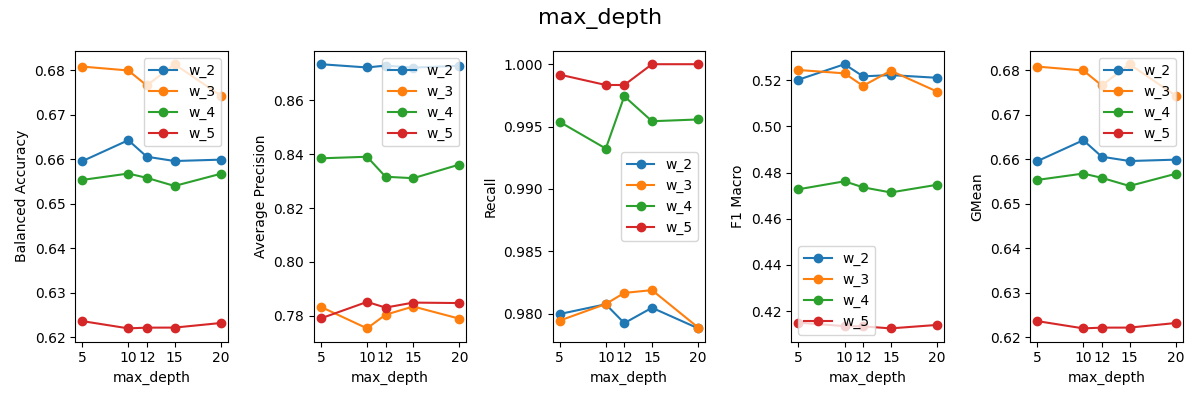 max_depth
Balanced Accuracy
0.68
0.67
0.66
0.65
0.64
0.63
0.62
5 10 12 15 20
max_depth
w_2
w_3
w_4
w_5
Average Precision
0.86
0.84
0.82
0.80
0.78
5 10 12 15 20
max_depth
w_2
w_3
w_4
w_5
Recall
1.000
0.995
0.990
0.985
0.980
5 10 12 15 20
max_depth
w_2
w_3
w_4
w_5
F1 Macro
0.52
0.50
0.48
0.46
0.44
0.42
5 10 12 15 20
max_depth
w_2
w_3
w_4
w_5
GMean
0.68
0.67
0.66
0.65
0.64
0.63
0.62
5 10 12 15 20
max_depth
w_2
w_3
w_4
w_5